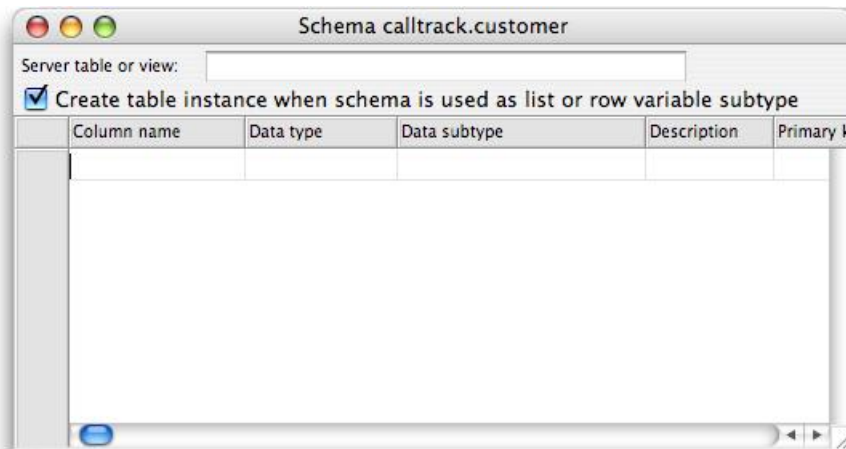 Schema calltrack.customer
Server table or view:
Create table instance when schema is used as list or row variable subtype
Column name Data type Data subtype Description Primary k